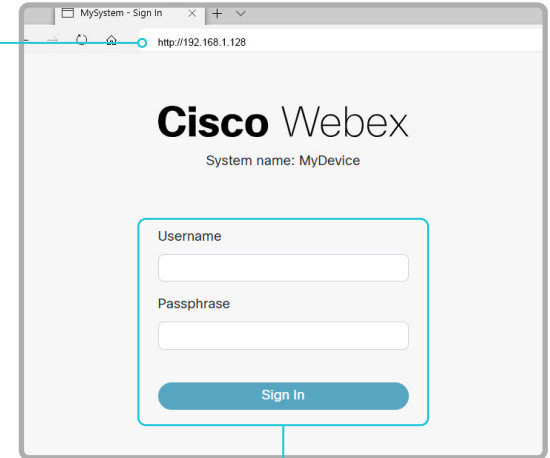 MySystem - Sign In
http://192.168.1.128
Cisco Webex
System name: MyDevice
Username
Passphrase
Sign In